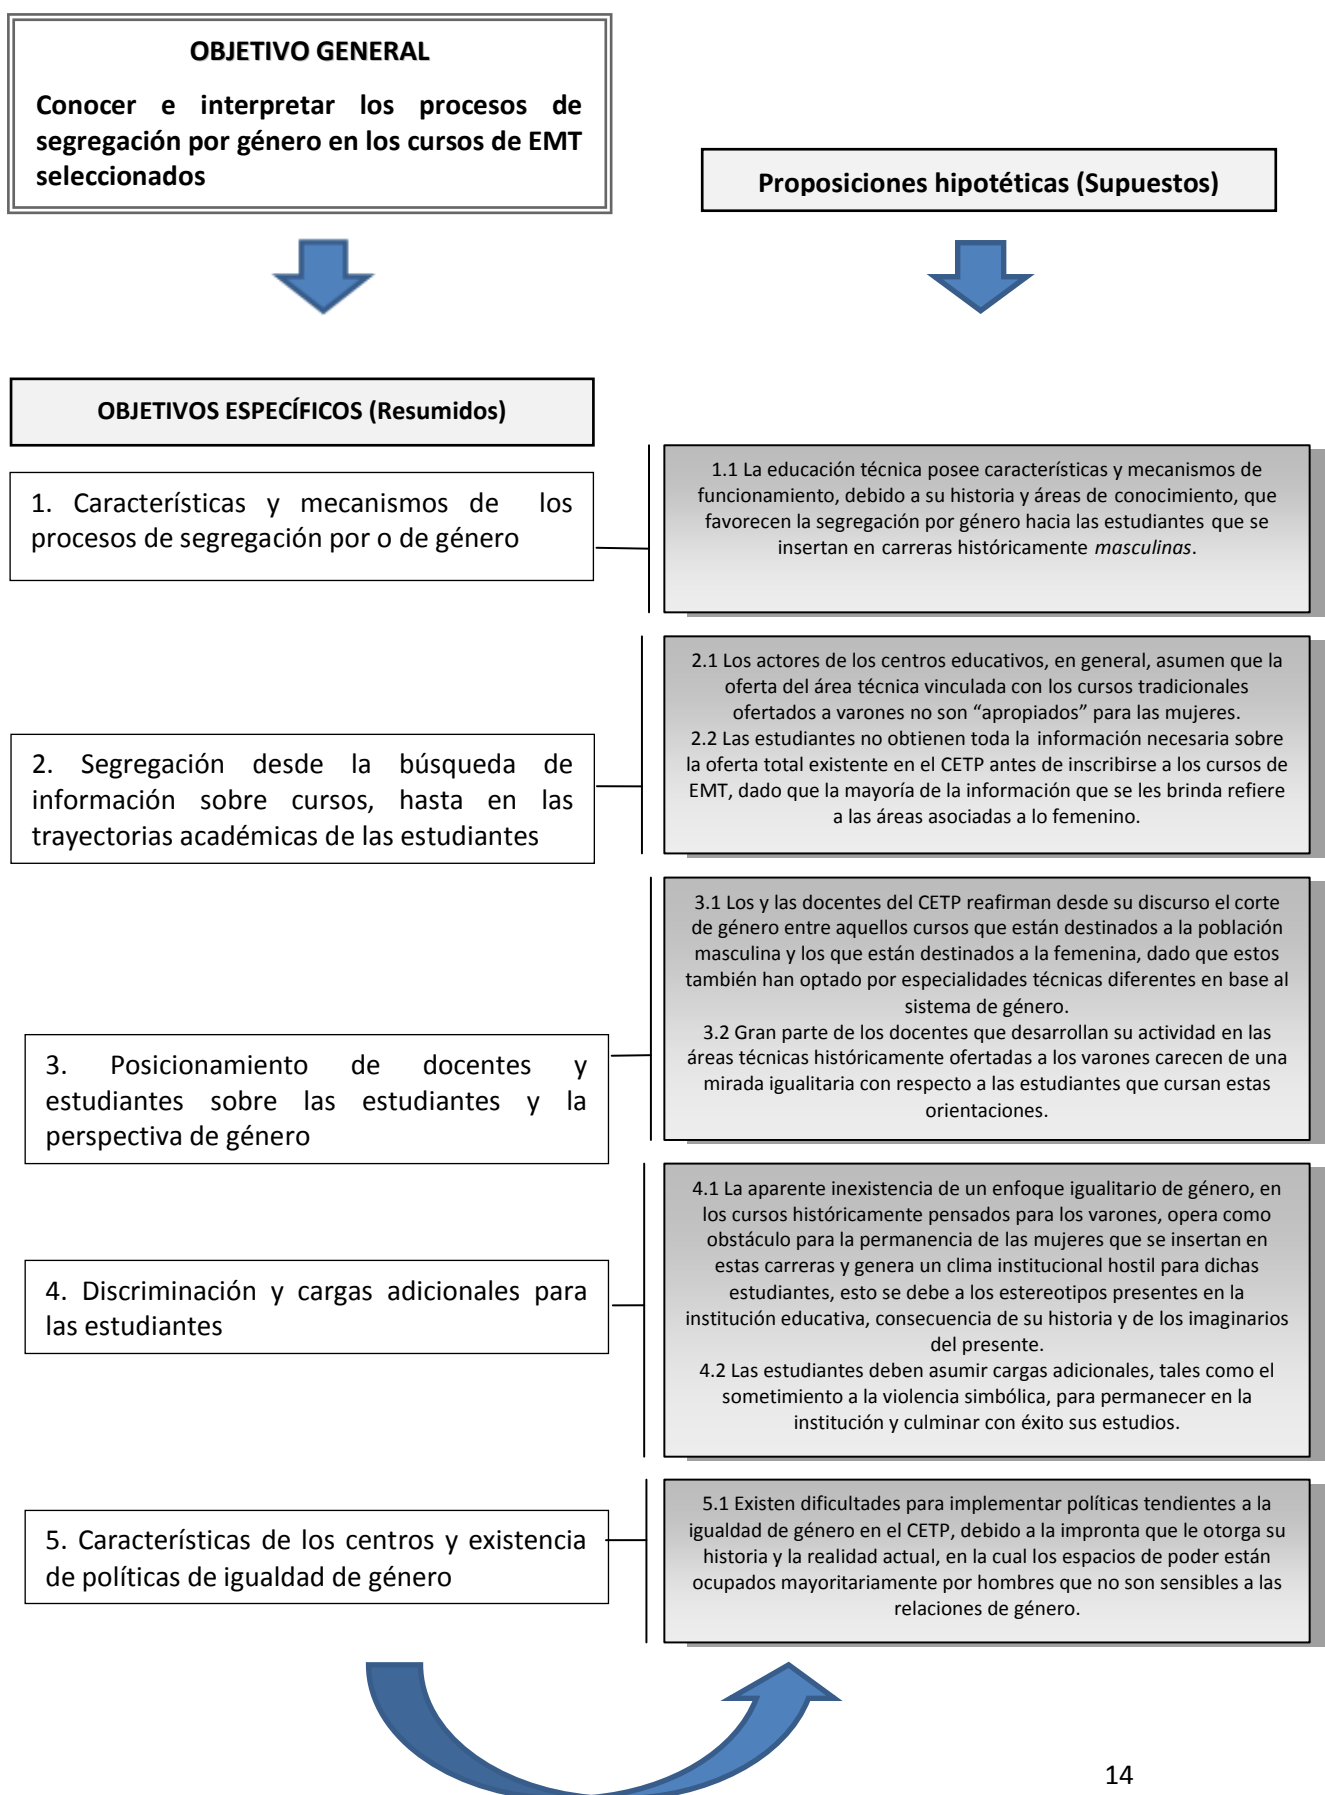 OBJETIVO GENERAL
Conocer e interpretar los procesos de
segregación por género en los cursos de EMT
seleccionados
Proposiciones hipotéticas (Supuestos)
OBJETIVOS ESPECÍFICOS (Resumidos)
1. Características y mecanismos de los
procesos de segregación por o de género
1.1 La educación técnica posee características y mecanismos de
funcionamiento, debido a su historia y áreas de conocimiento, que
favorecen la segregación por género hacia las estudiantes que se
insertan en carreras históricamente masculinas.
2. Segregación desde la búsqueda de
información sobre cursos, hasta en las
trayectorias académicas de las estudiantes
2.1 Los actores de los centros educativos, en general, asumen que la
oferta del área técnica vinculada con los cursos tradicionales
ofertados a varones no son “apropiados” para las mujeres.
2.2 Las estudiantes no obtienen toda la información necesaria sobre
la oferta total existente en el CETP antes de inscribirse a los cursos de
EMT, dado que la mayoría de la información que se les brinda refiere
a las áreas asociadas a lo femenino.
3. Posicionamiento de docentes y
estudiantes sobre las estudiantes y la
perspectiva de género
3.1 Los y las docentes del CETP reafirman desde su discurso el corte
de género entre aquellos cursos que están destinados a la población
masculina y los que están destinados a la femenina, dado que estos
también han optado por especialidades técnicas diferentes en base al
sistema de género.
3.2 Gran parte de los docentes que desarrollan su actividad en las
áreas técnicas históricamente ofertadas a los varones carecen de una
mirada igualitaria con respecto a las estudiantes que cursan estas
orientaciones.
4. Discriminación y cargas adicionales para
las estudiantes
4.1 La aparente inexistencia de un enfoque igualitario de género, en
los cursos históricamente pensados para los varones, opera como
obstáculo para la permanencia de las mujeres que se insertan en
estas carreras y genera un clima institucional hostil para dichas
estudiantes, esto se debe a los estereotipos presentes en la
institución educativa, consecuencia de su historia y de los imaginarios
del presente.
4.2 Las estudiantes deben asumir cargas adicionales, tales como el
sometimiento a la violencia simbólica, para permanecer en la
institución y culminar con éxito sus estudios.
5. Características de los centros y existencia
de políticas de igualdad de género
5.1 Existen dificultades para implementar políticas tendientes a la
igualdad de género en el CETP, debido a la impronta que le otorga su
historia y la realidad actual, en la cual los espacios de poder están
ocupados mayoritariamente por hombres que no son sensibles a las
relaciones de género.
14